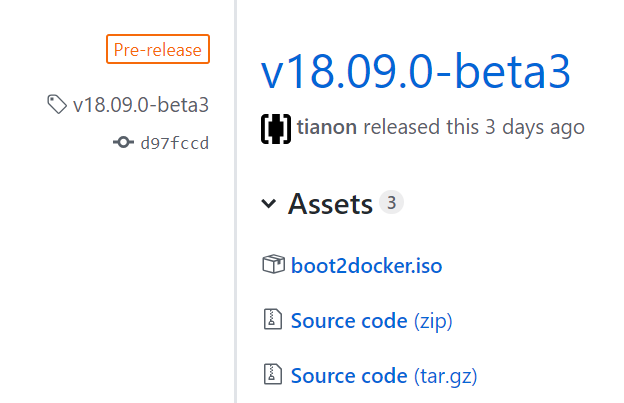 Pre-release
v18.09.0-beta3
d97fccd
v18.09.0-beta3
tianon released this 3 days ago
Assets 3
boot2docker.iso
Source code (zip)
Source code (tar.gz)